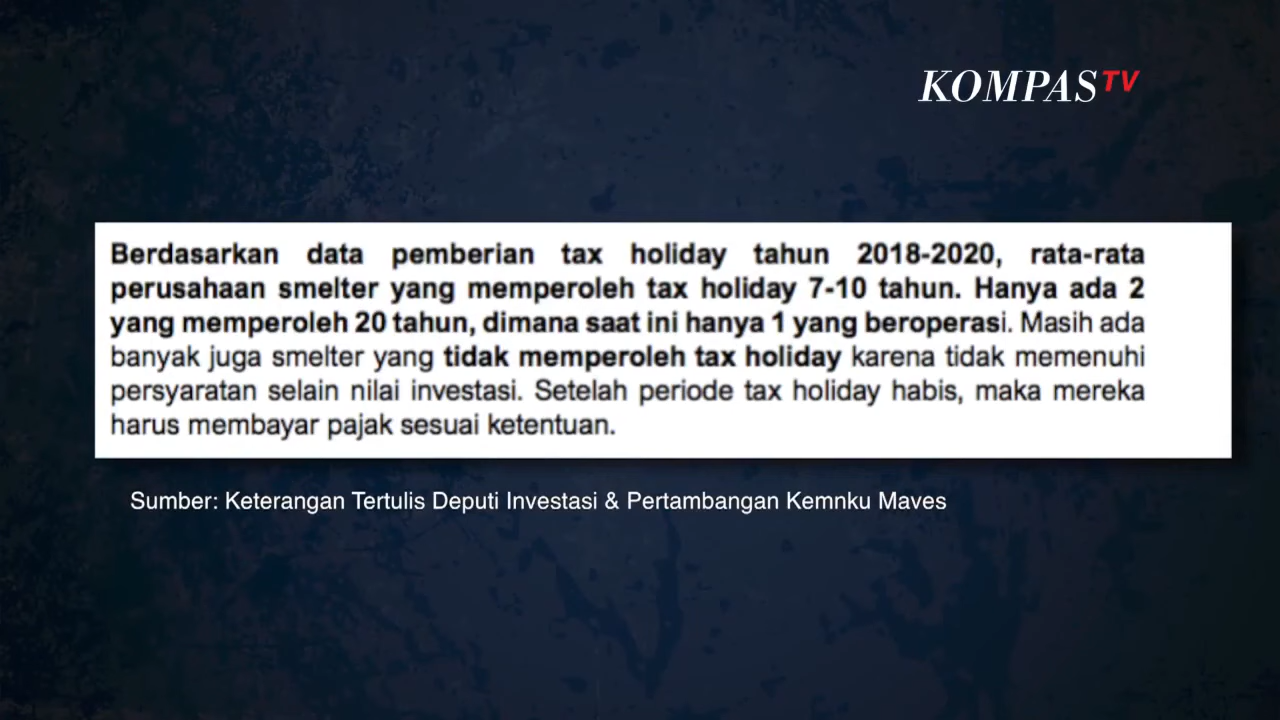 KOMPAS TV
Berdasarkan data pemberian tax holiday tahun 2018-2020, rata-rata
perusahaan smelter yang memperoleh tax holiday 7-10 tahun. Hanya ada 2
yang memperoleh 20 tahun, dimana saat ini hanya 1 yang beroperasi. Masih ada
banyak juga smelter yang tidak memperoleh tax holiday karena tidak memenuhi
persyaratan selain nilai investasi. Setelah periode tax holiday habis, maka mereka
harus membayar pajak sesuai ketentuan.
Sumber: Keterangan Tertulis Deputi Investasi & Pertambangan Kemnku Maves